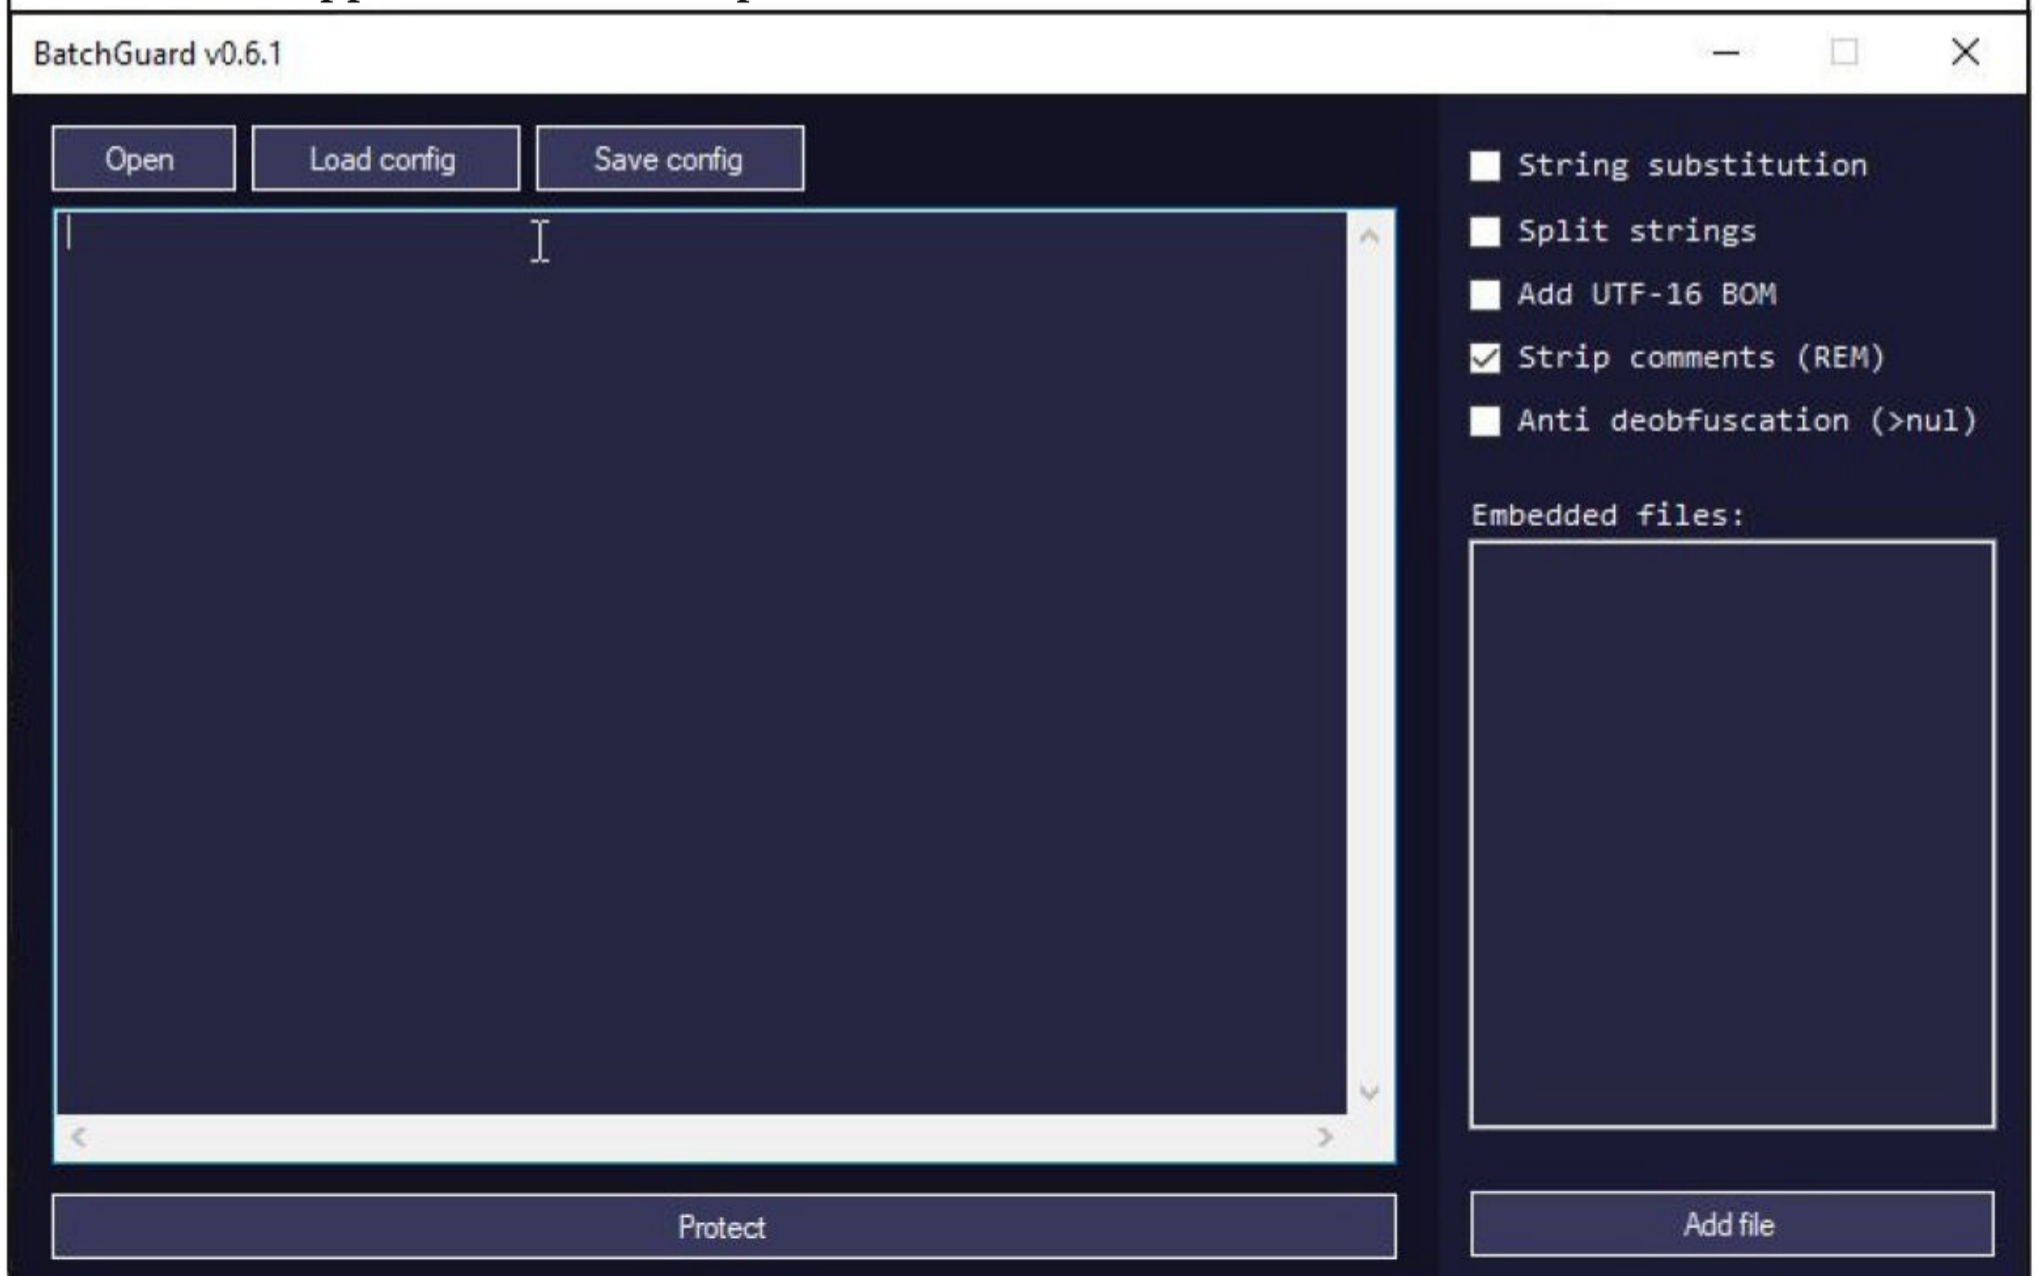 BatchGuard v0.6.1
Open Load config Save config
String substitution
Split strings
Add UTF-16 BOM
Strip comments (REM)
Anti deobfuscation (>nul)
Embedded files:
Protect
Add file